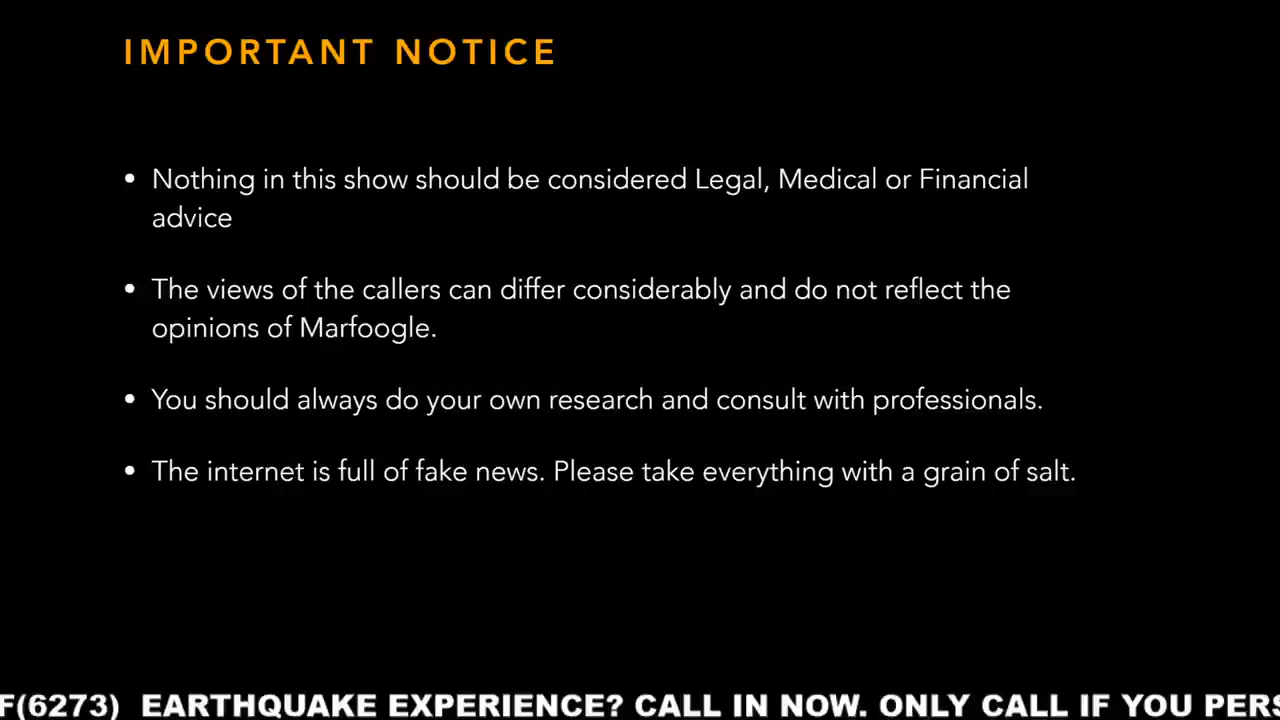 IMPORTANT NOTICE
• Nothing in this show should be considered Legal, Medical or Financial
advice
• The views of the callers can differ considerably and do not reflect the
opinions of Marfoogle.
• You should always do your own research and consult with professionals.
• The internet is full of fake news. Please take everything with a grain of salt.
F(6273) EARTHQUAKE EXPERIENCE? CALL IN NOW. ONLY CALL IF YOU PERS